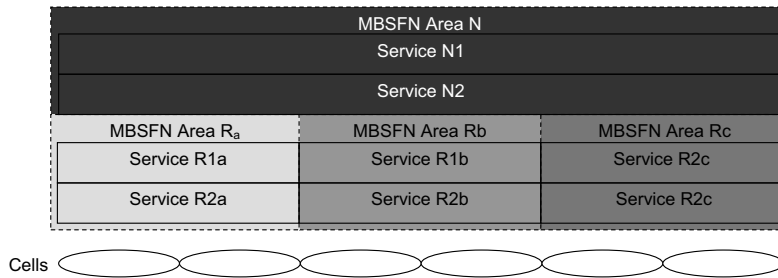 MBSFN Area N
Service N1
Service N2
MBSFN Area Ra MBSFN Area Rb MBSFN Area Rc
Service R1a Service R1b Service R2c
Service R2a Service R2b Service R2c
Cells